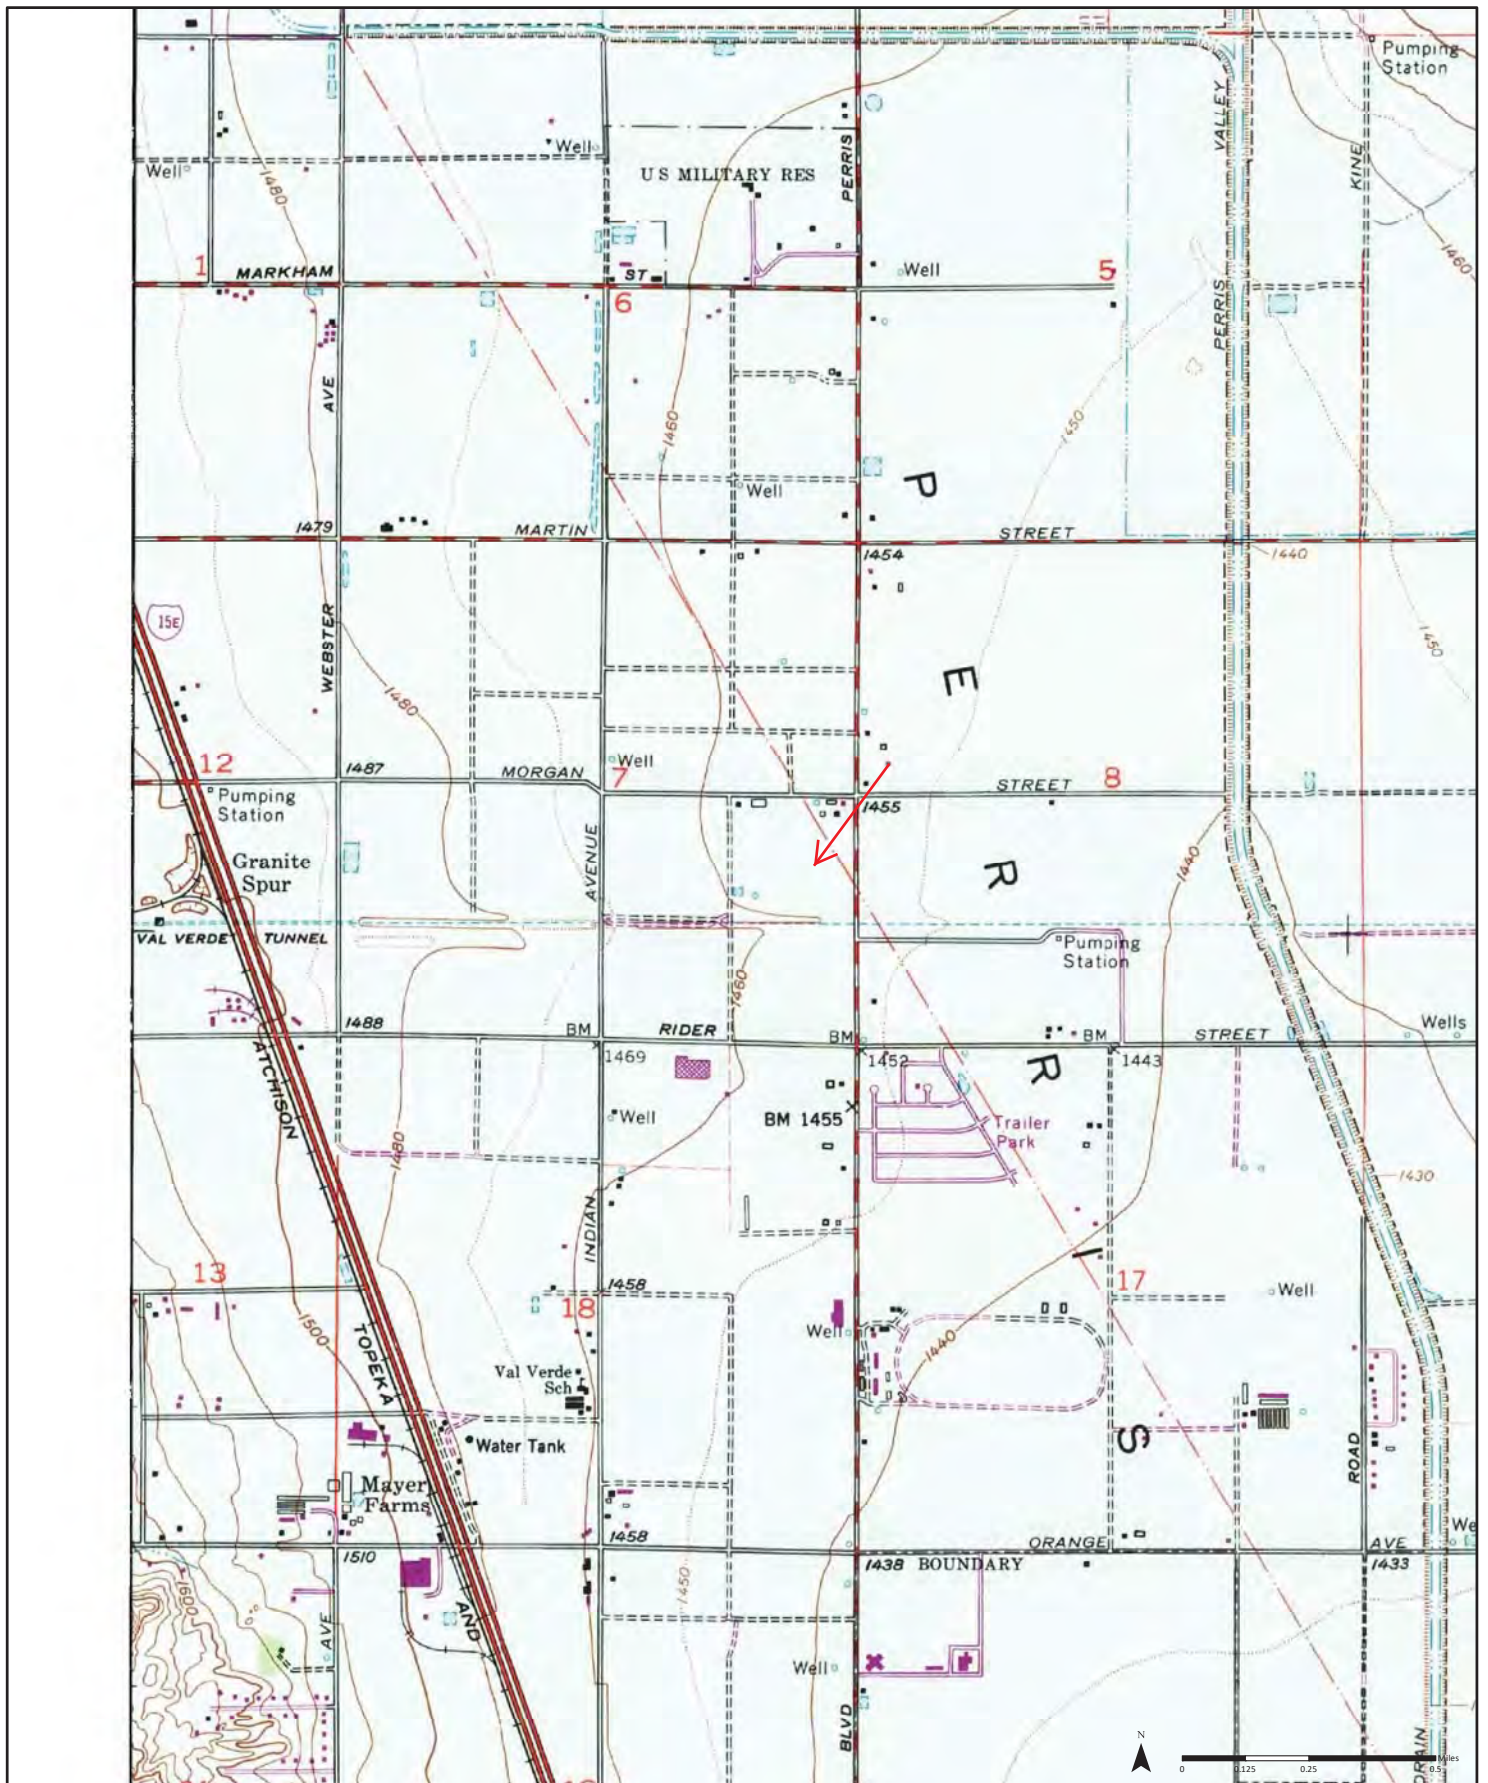 Pumping
Station
VALLEY
Well
Well
KINE
1480
U S MILITARY RES
PERRIS
1460
1
MARKHAM
ST
Well
5
6
PERRIS
AVE
1460
1450
P
Well
1479
MARTIN
STREET
1454
1440
15E
WEBSTER
1450
E
1480
12
1487
MORGAN
Well
7
STREET
8
1455
Pumping
Station
Granite
Spur
AVENUE
R
1440
VAL VERDE
TUNNEL
Pumping
Station
1460
1488
BM
RIDER
BM
BM
STREET
Wells
ATCHISON
1469
1452
R
1443
Well
BM 1455
Trailer
Park
1480
1430
INDIAN
I
13
1458
17
Well
18
1500
TOPEKA
Well
1440
Val Verde
Sch
S
Water Tank
ROAD
Mayer
Farms
1458
ORANGE
AVE
We
1510
1438
BOUNDARY
1433
1600
1450
AVE
AND
Well
BLVD
DRAIN
N
Miles
0
0.125
0.25
0.5